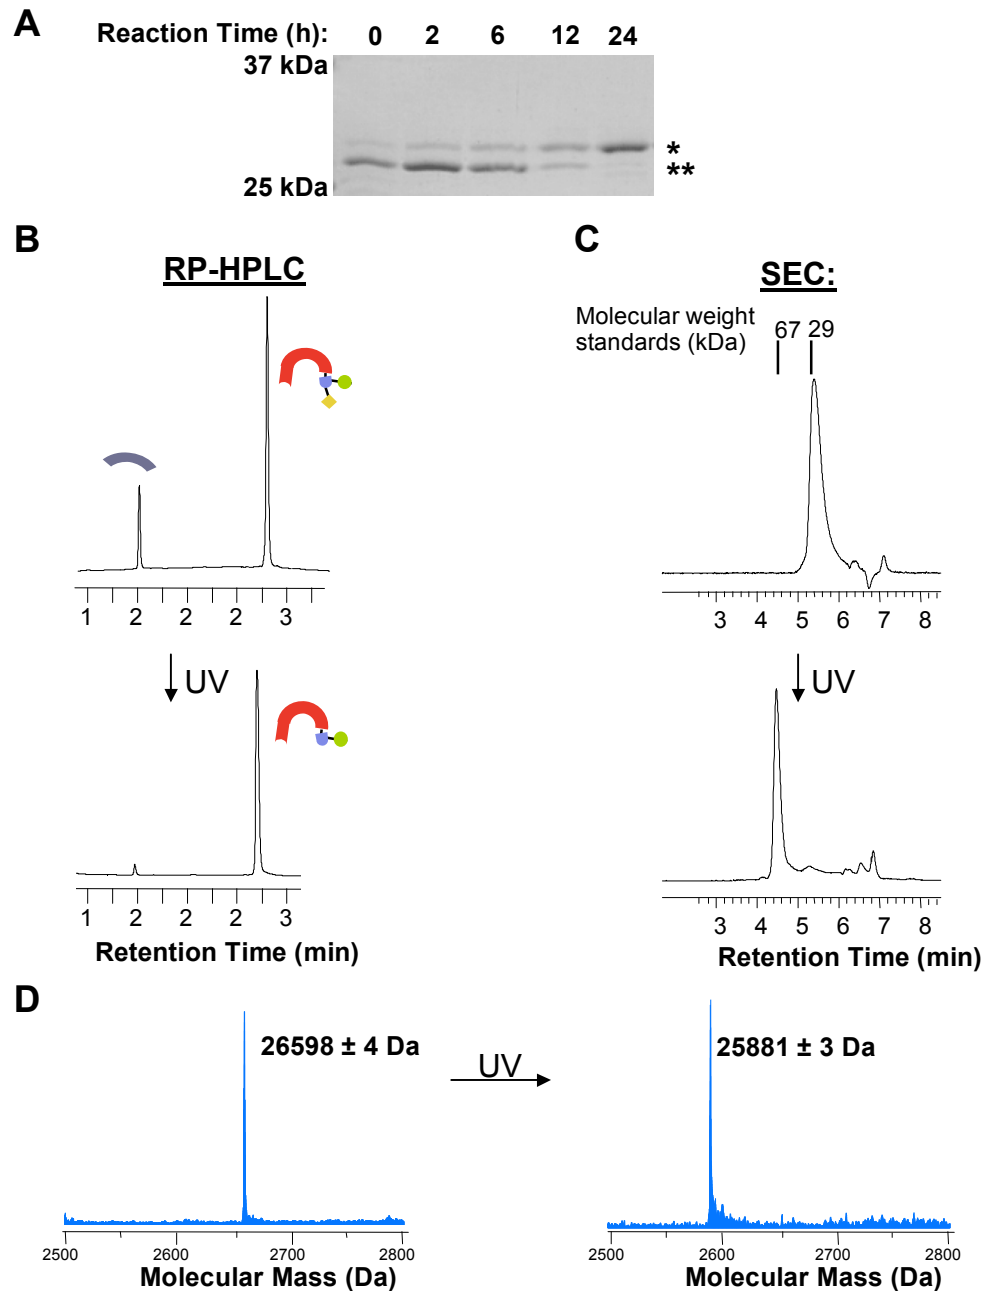 A
Reaction Time (h): 0 2 6 12 24
37 kDa
*
**
25 kDa
B
RP-HPLC
1 2 2 2 3
UV
1 2 2 2 3
Retention Time (min)
C
SEC:
Molecular weight
standards (kDa)
67 29
3 4 5 6 7 8
UV
3 4 5 6 7 8
Retention Time (min)
D
26598 ± 4 Da
UV
25881 ± 3 Da
2500 2600 2700 2800
Molecular Mass (Da)
2500 2600 2700 2800
Molecular Mass (Da)